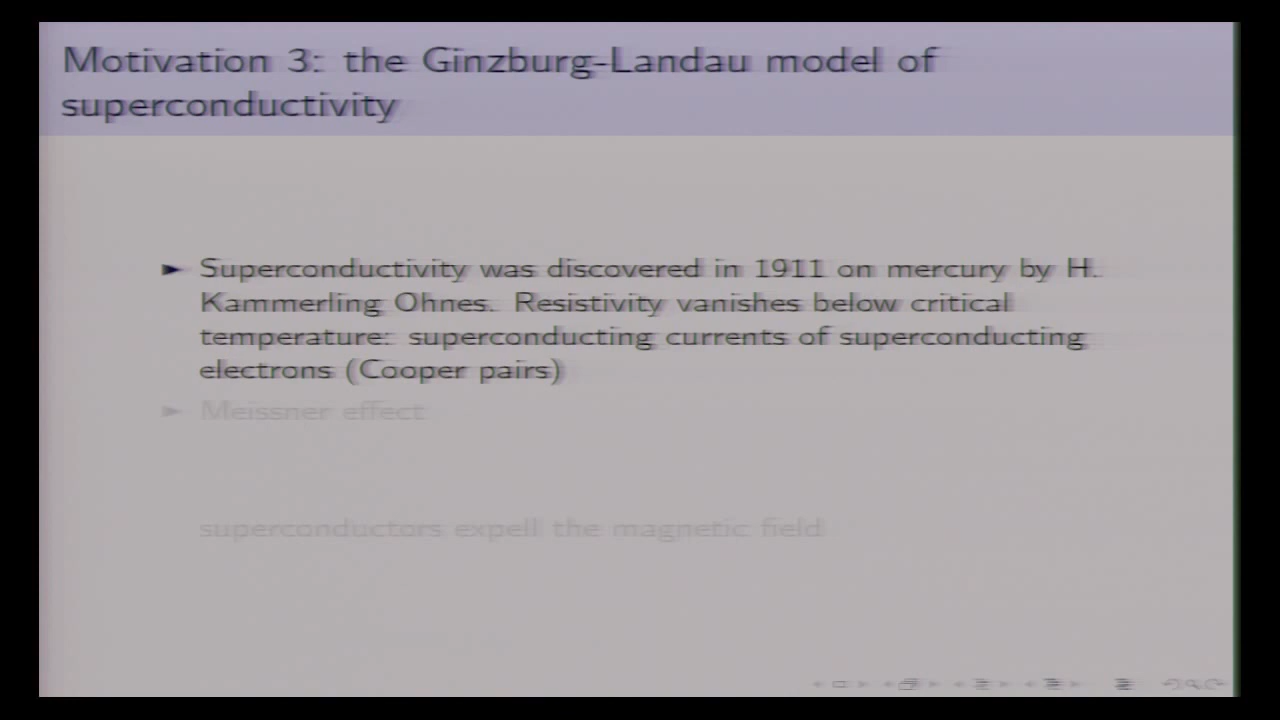 Motivation 3: the Ginzburg-Landau model of
superconductivity
► Superconductivity was discovered in 1911 on mercury by H.
Kammerling Ohnes. Resistivity vanishes below critical
temperature: superconducting currents of superconducting
electrons (Cooper pairs)
► Meissner effect
superconductors expell the magnetic field